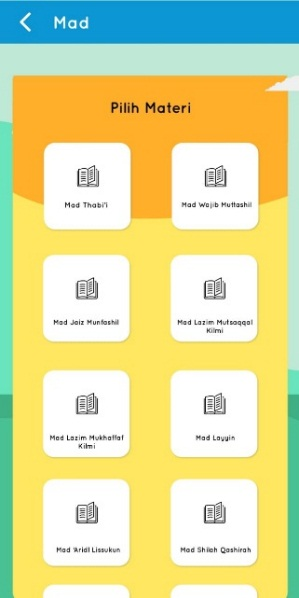 Mad
Pilih Materi
Mad Thabi'i
Mad Wajib Muttashil
Mad Jaiz Munfashil
Mad Lazim Mutsaqqal
Kilmi
Mad Lazim Mukhaffaf
Kilmi
Mad Layyin
Mad 'Aridl Lissukun
Mad Shilah Qashirah